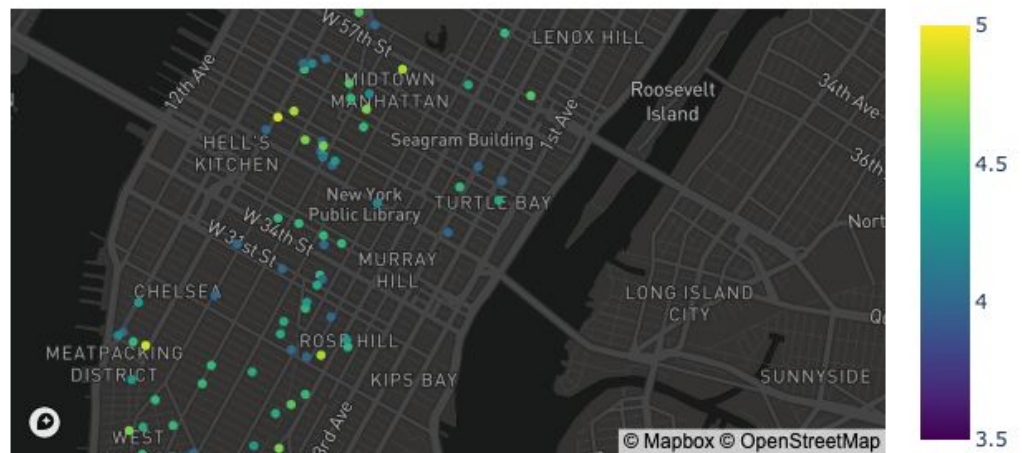 W 57th St
LENOX HILL
12th Ave
MIDTOWN
MANHATTAN
Roosevelt
Island
34th Ave
HELL'S
KITCHEN
Seagram Building
1st Ave
36th
New York
Public Library
TURTLE BAY
W 34th St
W 31st St
Nort
MURRAY
HILL
CHELSEA
LONG ISLAND
CITY
MEATPACKING
DISTRICT
ROSE HILL
KIPS BAY
SUNNYSIDE
WEST
3rd Ave
© Mapbox © OpenStreetMap
5
4.5
4
3.5